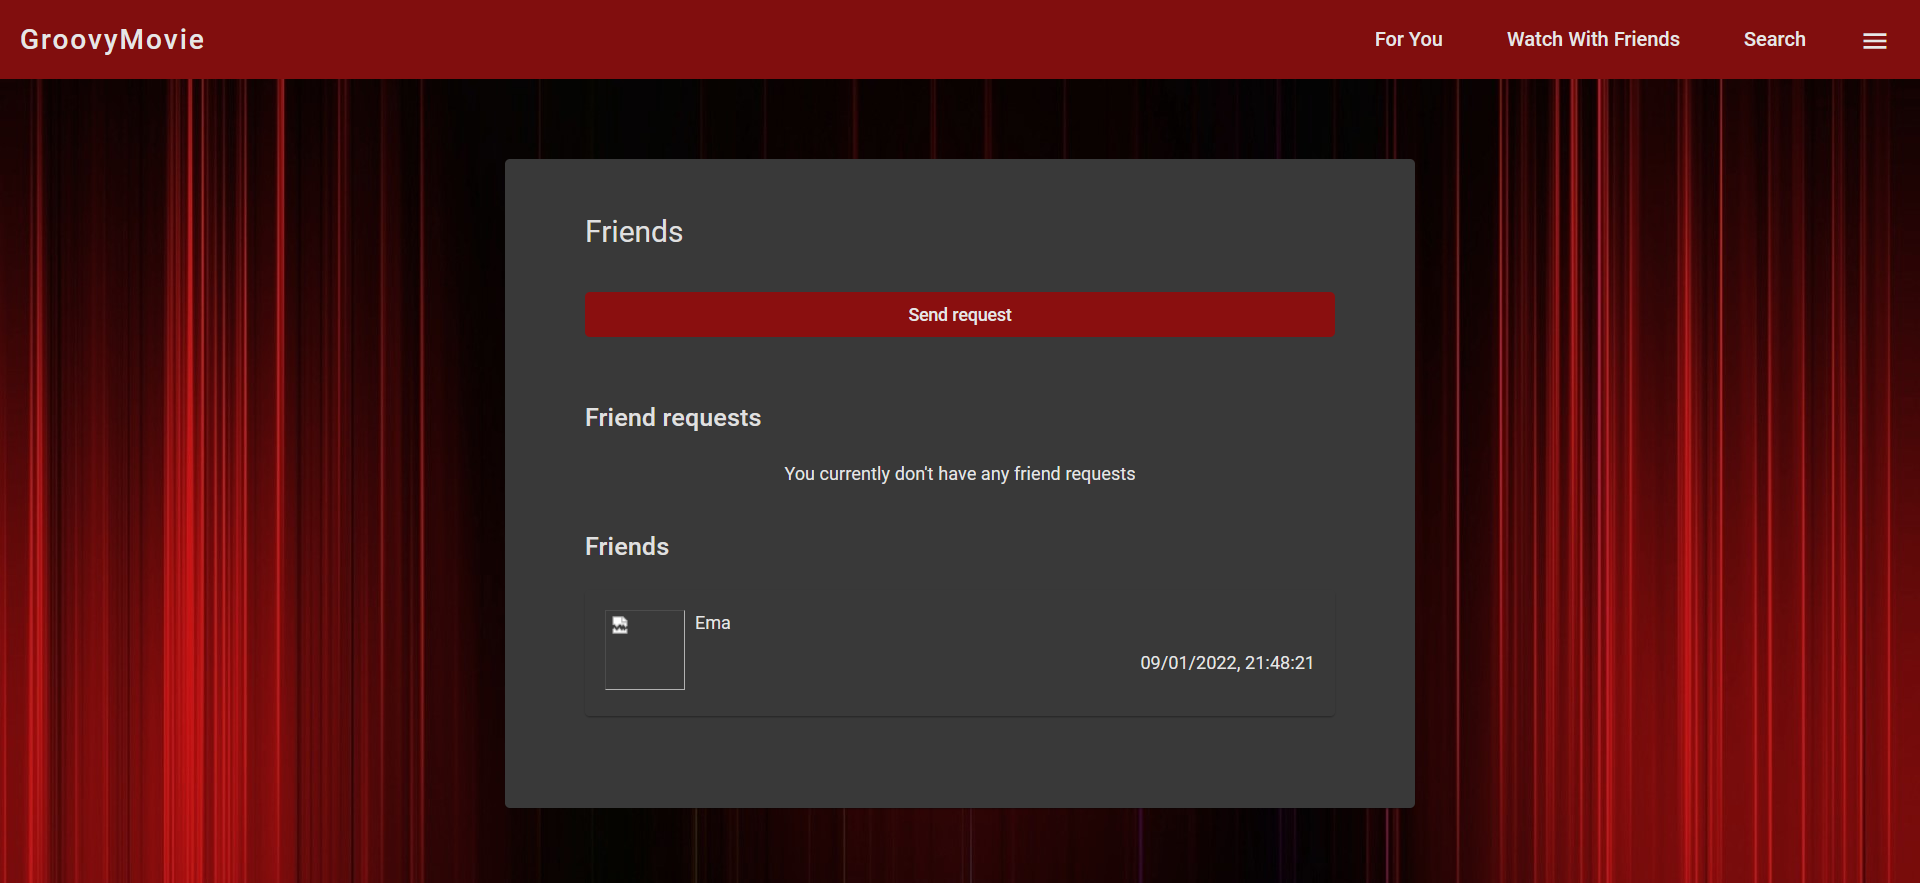 GroovyMovie
For You
Watch With Friends
Search
Friends
Send request
Friend requests
You currently don't have any friend requests
Friends
Ema
09/01/2022, 21:48:21